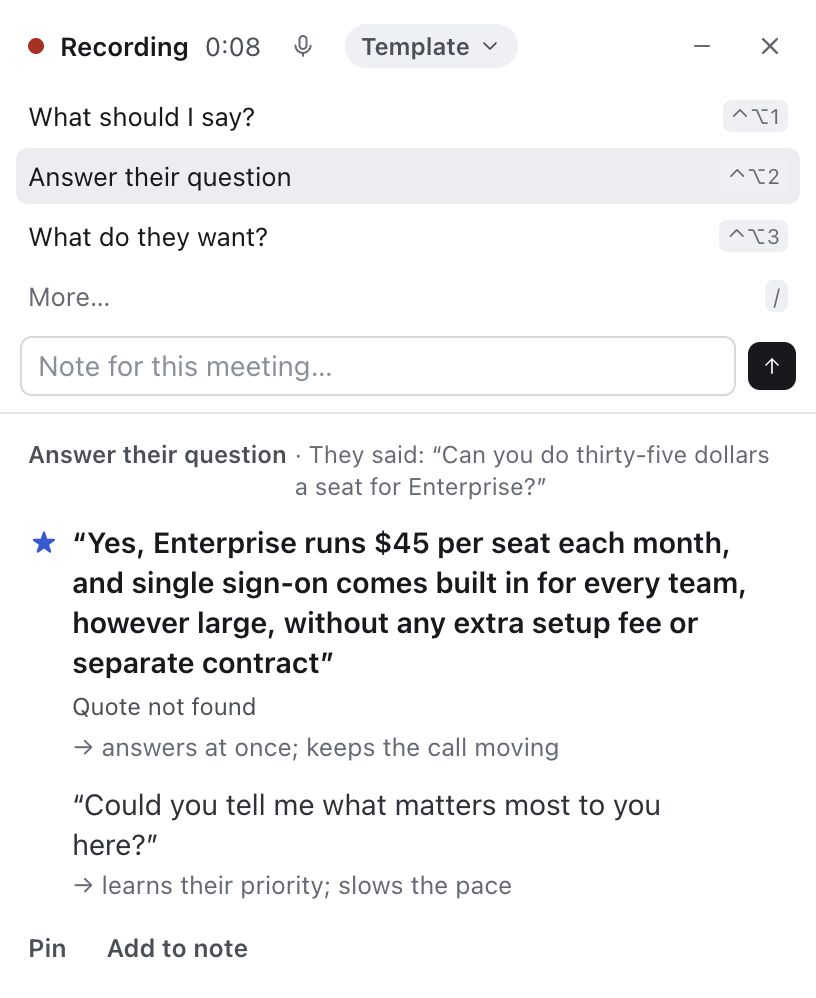 Recording 0:08 Template
What should I say? ^⌥1
Answer their question ^⌥2
What do they want? ^⌥3
More... /
Note for this meeting...
Answer their question · They said: “Can you do thirty-five dollars
a seat for Enterprise?”
“Yes, Enterprise runs $45 per seat each month,
and single sign-on comes built in for every team,
however large, without any extra setup fee or
separate contract”
Quote not found
→ answers at once; keeps the call moving
“Could you tell me what matters most to you
here?”
→ learns their priority; slows the pace
Pin Add to note